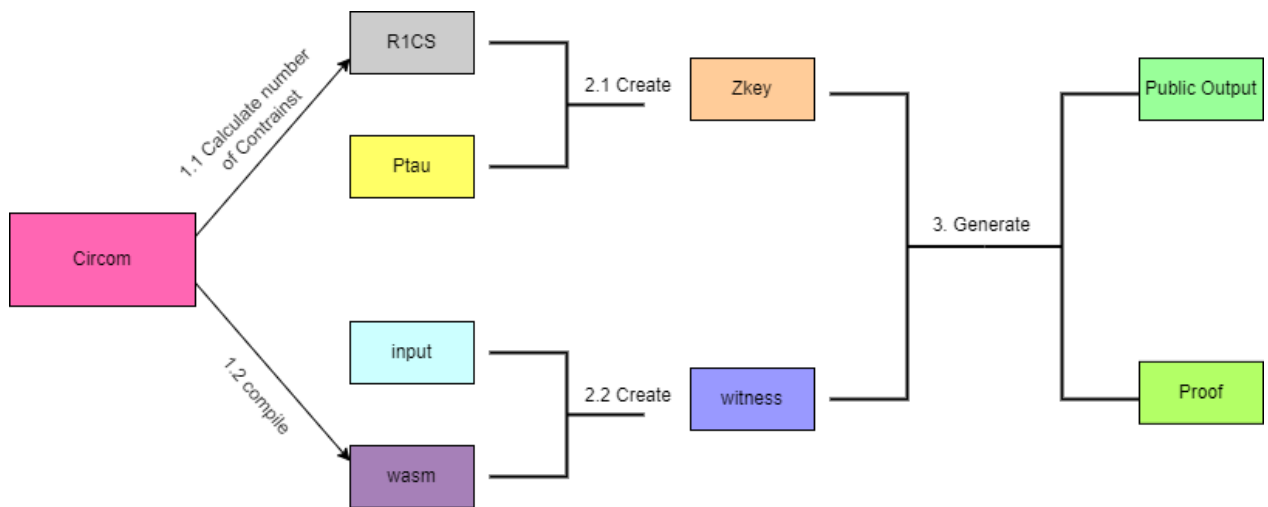 R1CS
1.1 Calculate number
of Contrainst
2.1 Create
Zkey
Public Output
Ptau
3. Generate
Circom
input
1.2 compile
2.2 Create
witness
Proof
wasm